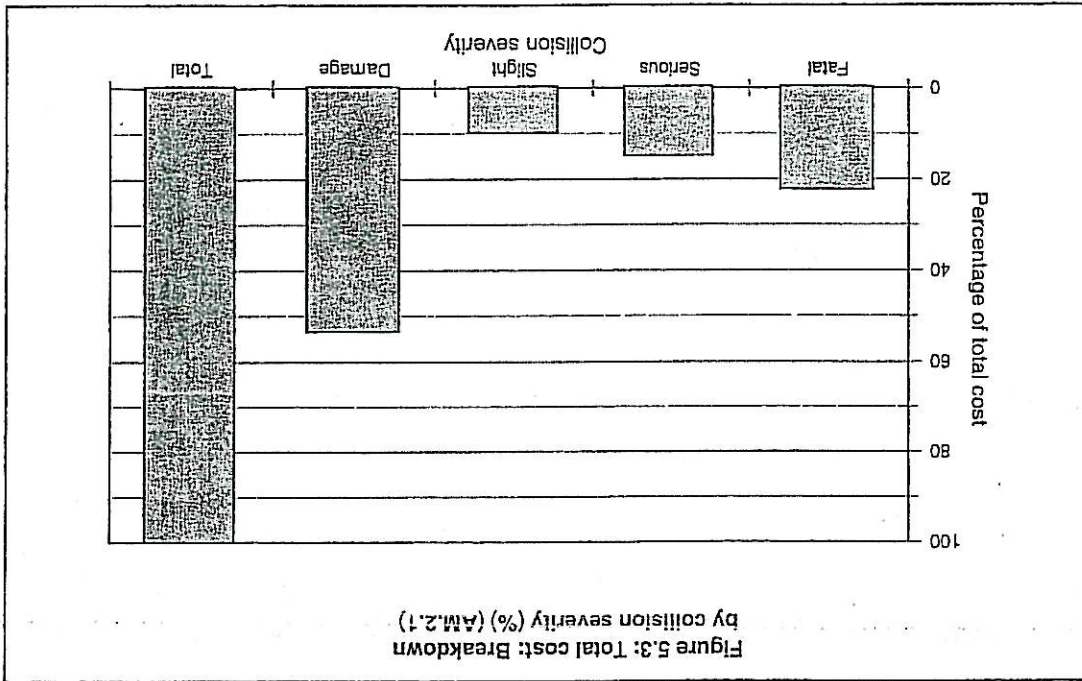 Figure 5.3: Total cost: Breakdown
by collision severity (%) (AM.2.1)
Percentage of total cost
100
80
60
40
20
0
Fatal
Serious
Slight
Damage
Total
Collision severity